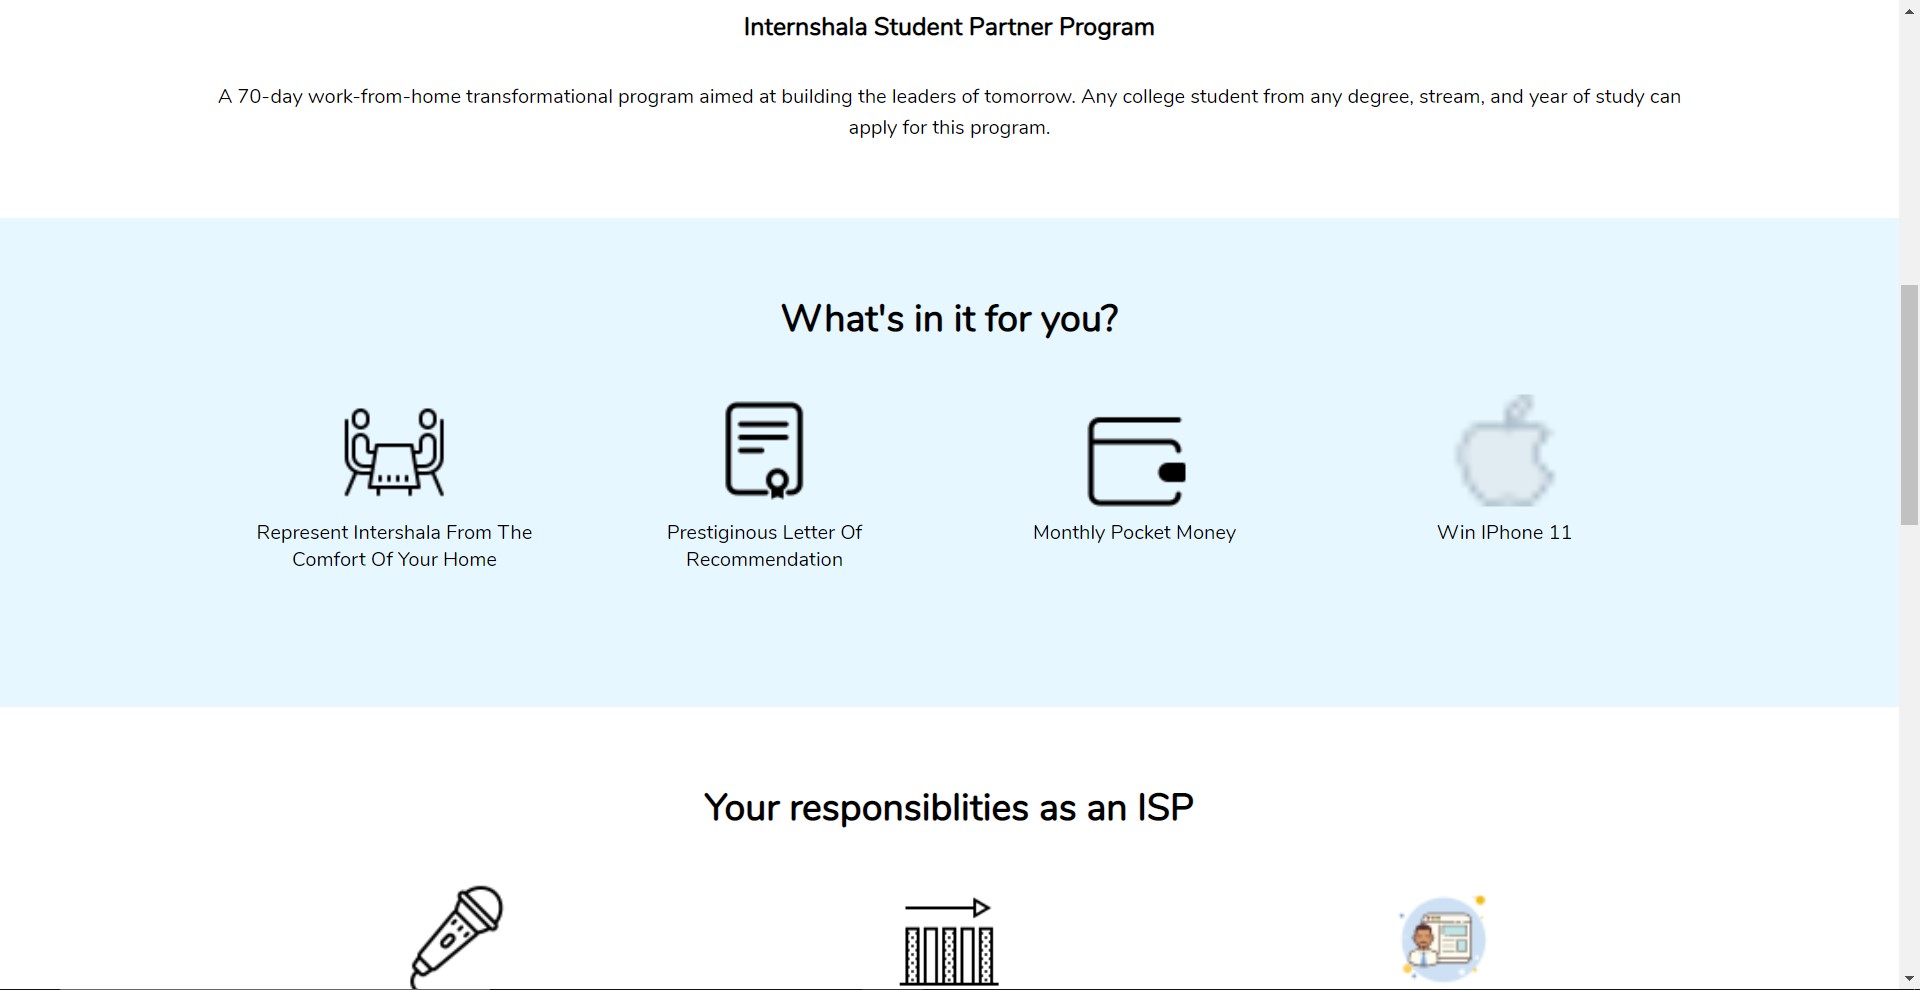 Internshala Student Partner Program
A 70-day work-from-home transformational program aimed at building the leaders of tomorrow. Any college student from any degree, stream, and year of study can
apply for this program.
What's in it for you?
Represent Intershala From The
Comfort Of Your Home
Prestiginous Letter Of
Recommendation
Monthly Pocket Money
Win IPhone 11
Your responsiblities as an ISP